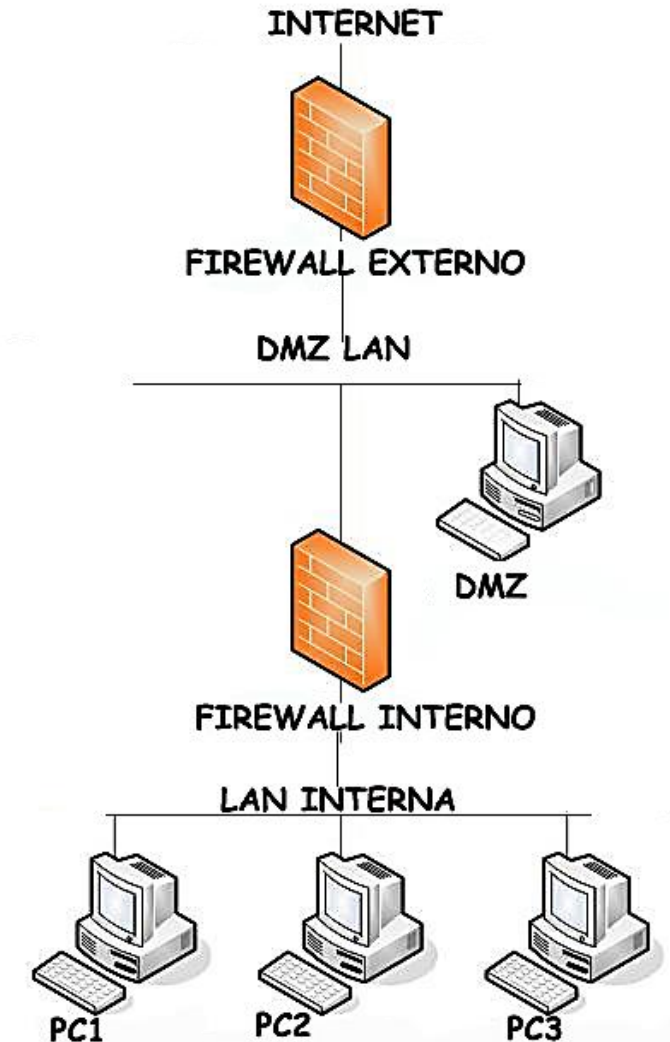 INTERNET
FIREWALL EXTERNO
DMZ LAN
DMZ
FIREWALL INTERNO
LAN INTERNA
PC1
PC2
PC3